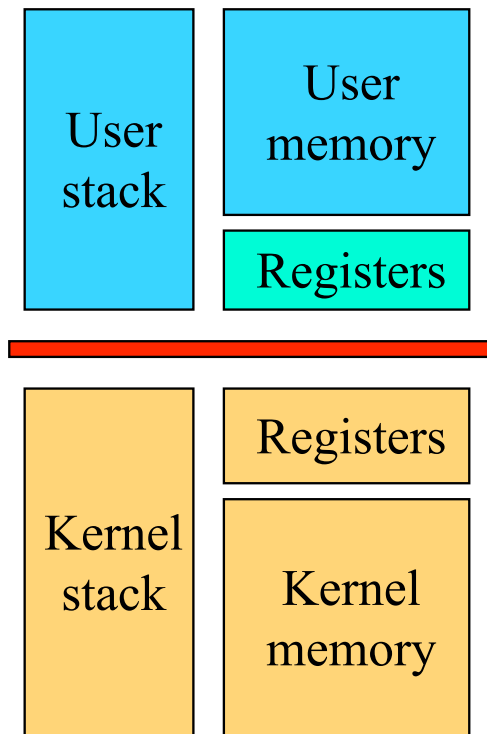 User
stack
User
memory
Registers
Kernel
stack
Registers
Kernel
memory